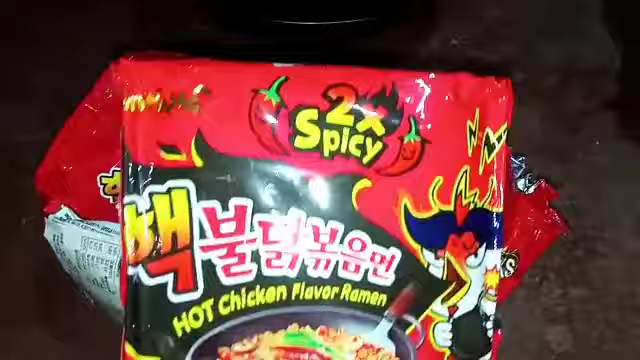 2x
Spicy
핵불닭볶음면
HOT Chicken Flavor Ramen